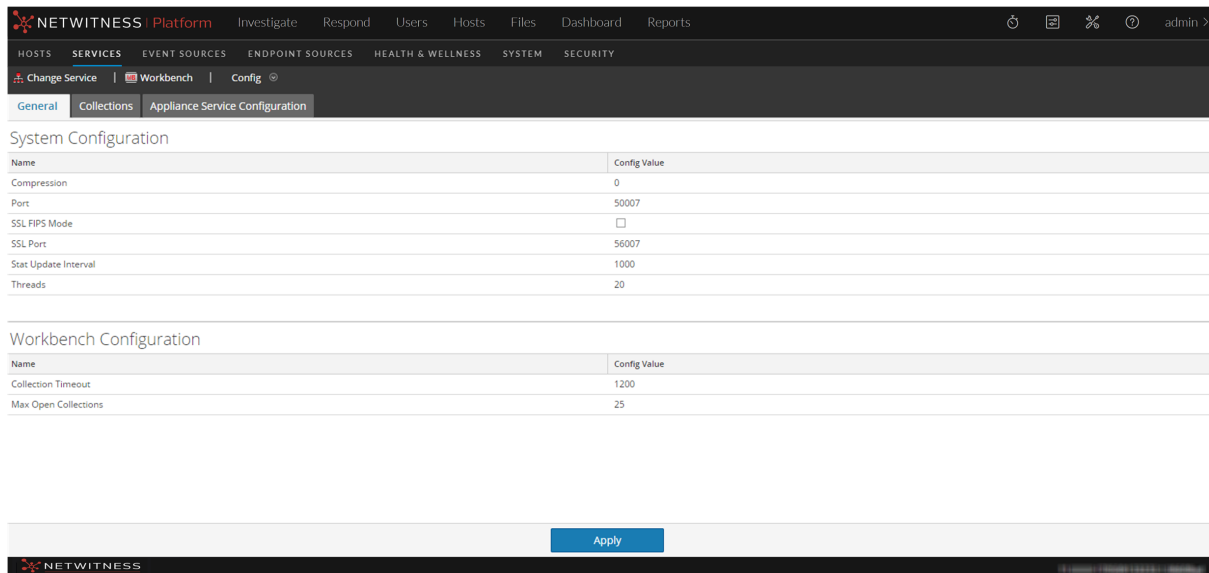 NETWITNESS | Platform Investigate Respond Users Hosts Files Dashboard Reports admin
HOSTS SERVICES EVENT SOURCES ENDPOINT SOURCES HEALTH & WELLNESS SYSTEM SECURITY
Change Service | Workbench | Config
General Collections Appliance Service Configuration
System Configuration
Name Config Value
Compression 0
Port 50007
SSL FIPS Mode
SSL Port 56007
Stat Update Interval 1000
Threads 20
Workbench Configuration
Name Config Value
Collection Timeout 1200
Max Open Collections 25
Apply
NETWITNESS